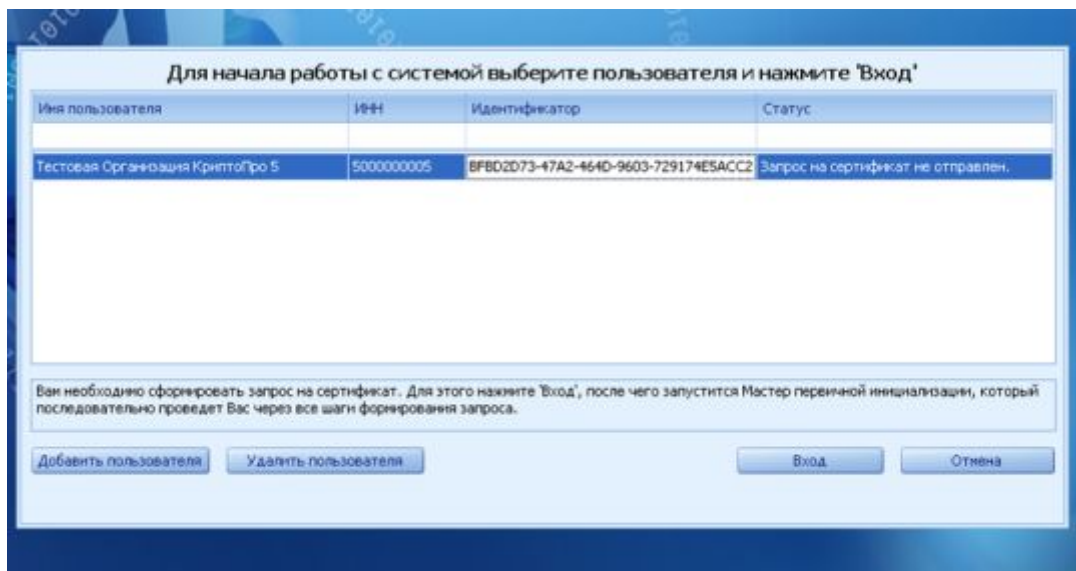 Для начала работы с системой выберите пользователя и нажмите 'Вход'
Имя пользователя ИНН Идентификатор Статус
Тестовая Организация КриптоПро 5 5000000005 BFBD2D73-47A2-464D-9603-729174E5ACC2 Запрос на сертификат не отправлен.
Вам необходимо сформировать запрос на сертификат. Для этого нажмите 'Вход', после чего запустится Мастер первичной инициализации, который
последовательно проведет Вас через все шаги формирования запроса.
Добавить пользователя Удалить пользователя Вход Отмена